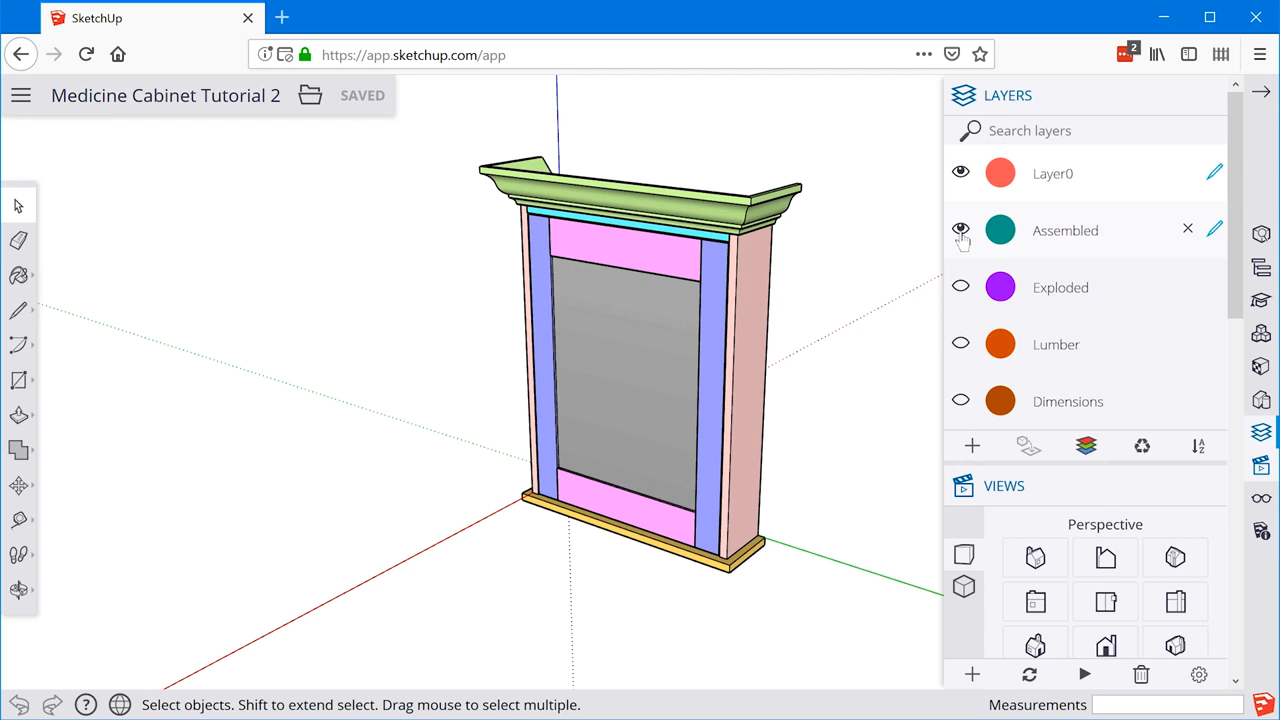 SketchUp
https://app.sketchup.com/app
2
Medicine Cabinet Tutorial 2
SAVED
LAYERS
Search layers
Layer0
Assembled
Exploded
Lumber
Dimensions
VIEWS
Perspective
Select objects. Shift to extend select. Drag mouse to select multiple.
Measurements